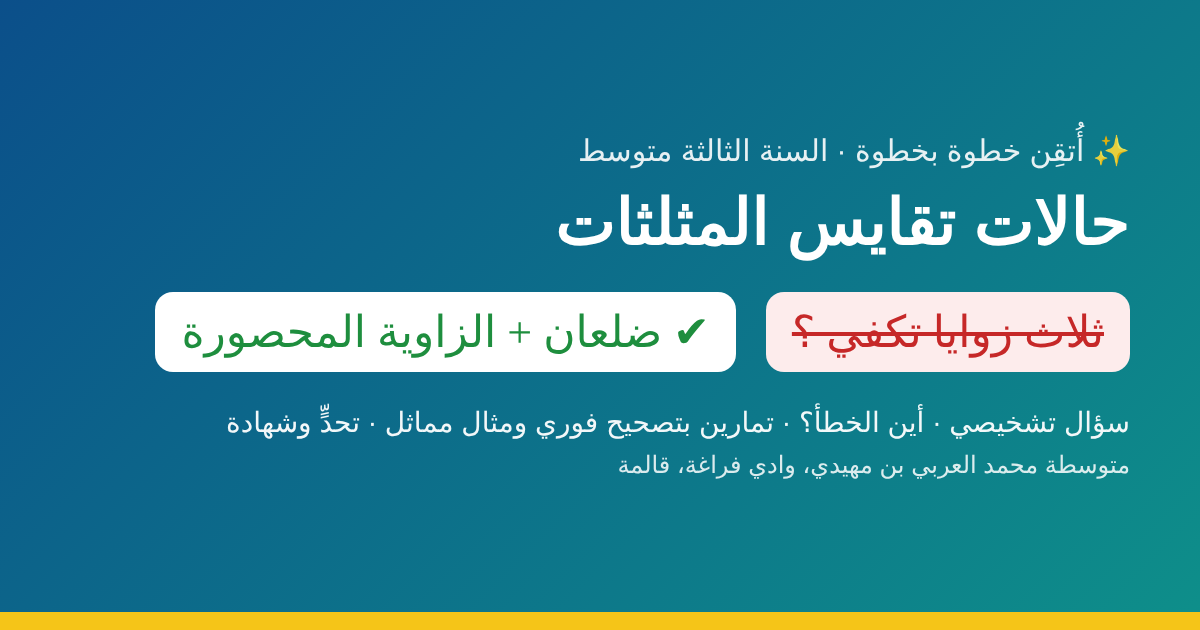 ✨ أُتقِن خطوة بخطوة · السنة الثالثة متوسط
حالات تقايس المثلثات
ثلاث زوايا تكفي ؟
✔ ضلعان + الزاوية المحصورة
سؤال تشخيصي · أين الخطأ؟ · تمارين بتصحيح فوري ومثال مماثل · تحدٍّ وشهادة
متوسطة محمد العربي بن مهيدي، وادي فراغة، قالمة